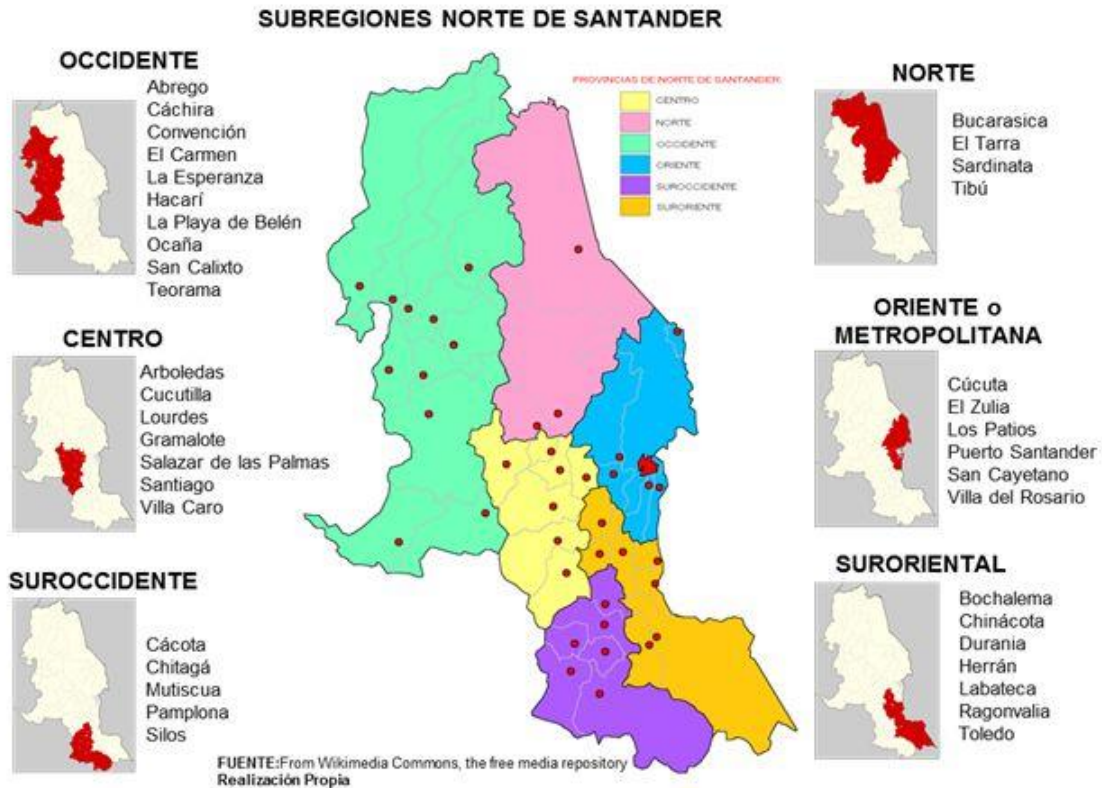 SUBREGIONES NORTE DE SANTANDER
OCCIDENTE
Abrego
Cáchira
Convención
El Carmen
La Esperanza
Hacarí
La Playa de Belén
Ocaña
San Calixto
Teorama
CENTRO
Arboledas
Cucutilla
Lourdes
Gramalote
Salazar de las Palmas
Santiago
Villa Caro
SUROCCIDENTE
Cácota
Chitagá
Mutiscua
Pamplona
Silos
PROVINCIAS DE NORTE DE SANTANDER:
CENTRO
NORTE
OCCIDENTE
ORIENTE
SUROCCIDENTE
SURORIENTE
NORTE
Bucarasica
El Tarra
Sardinata
Tibú
ORIENTE o
METROPOLITANA
Cúcuta
El Zulia
Los Patios
Puerto Santander
San Cayetano
Villa del Rosario
SURORIENTAL
Bochalema
Chinácota
Durania
Herrán
Labateca
Ragonvalia
Toledo
FUENTE:From Wikimedia Commons, the free media repository
Realización Propia